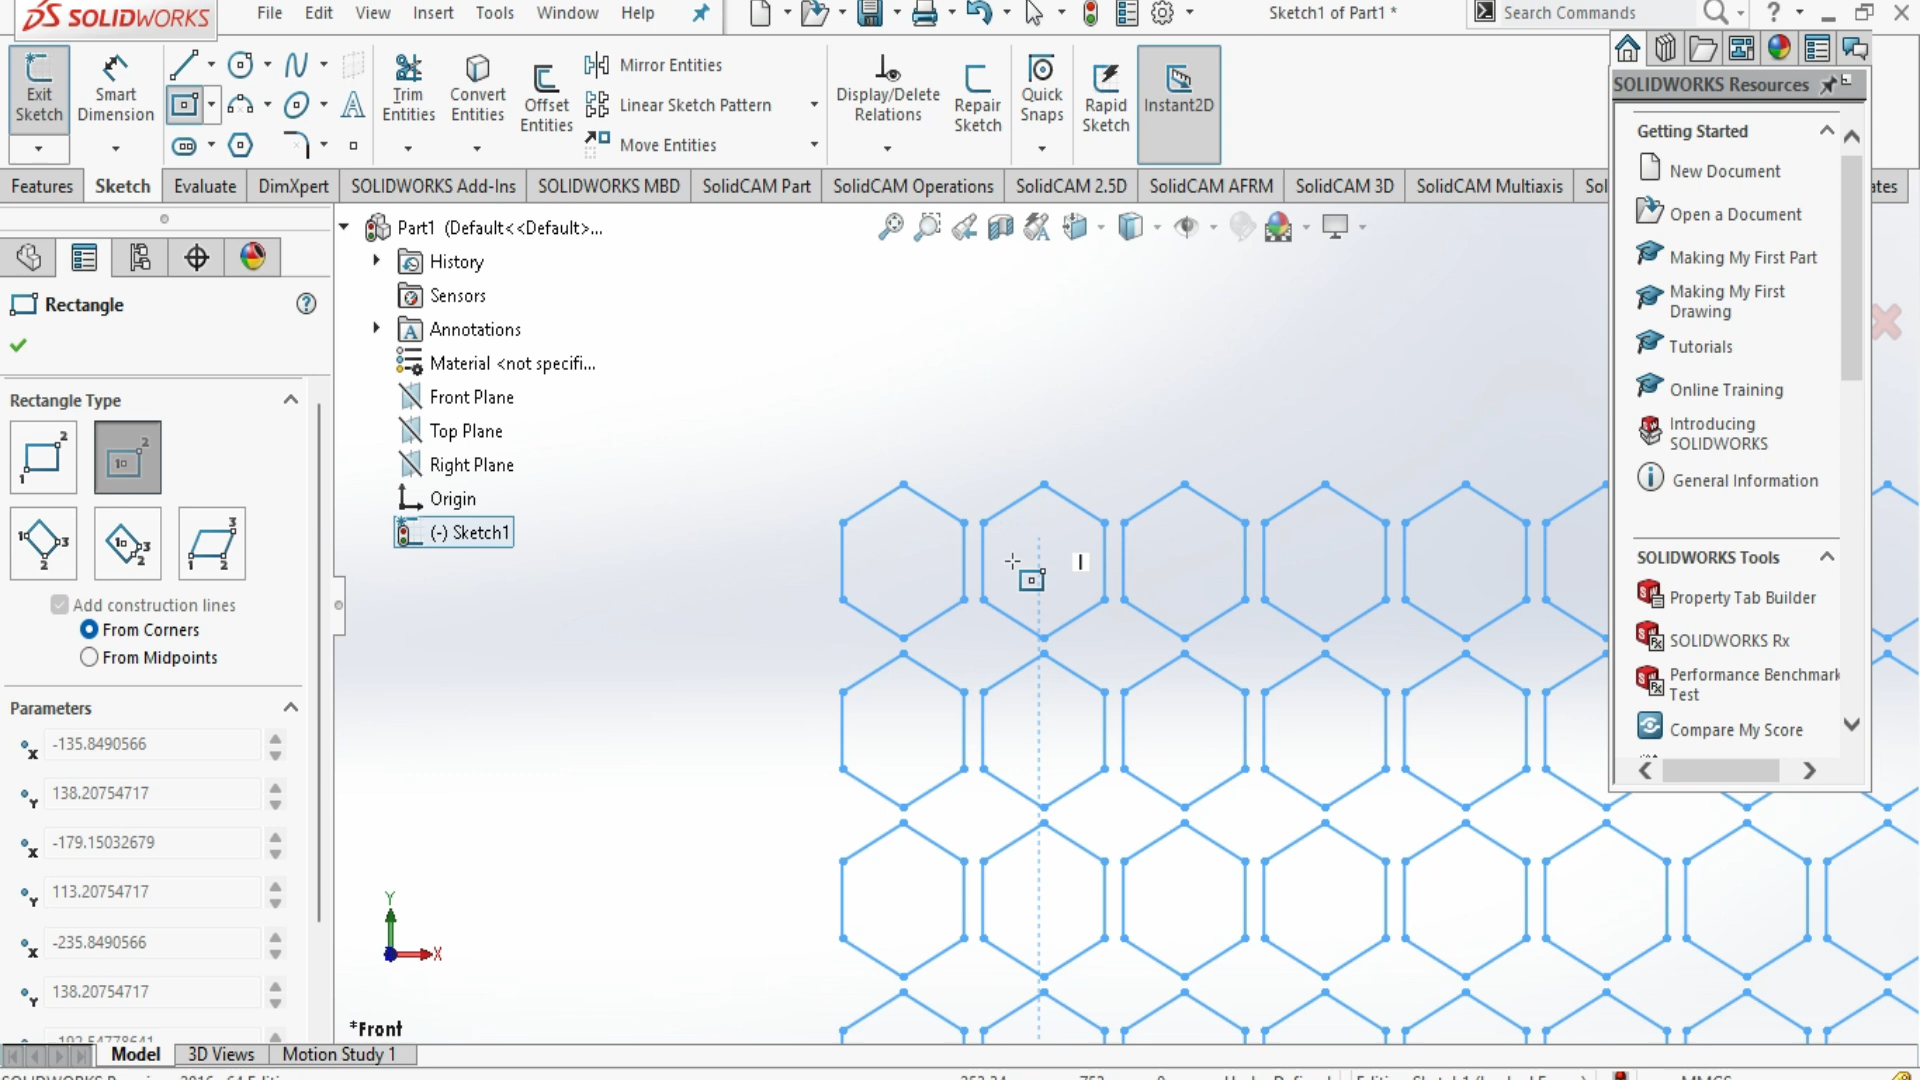 SOLIDWORKS File Edit View Insert Tools Window Help Sketch1 of Part1 * Search Commands
Exit Sketch
Smart Dimension
Trim Entities
Convert Entities
Offset Entities
Mirror Entities
Linear Sketch Pattern
Move Entities
Display/Delete Relations
Repair Sketch
Quick Snaps
Rapid Sketch
Instant2D
Features Sketch Evaluate DimXpert SOLIDWORKS Add-Ins SOLIDWORKS MBD SolidCAM Part SolidCAM Operations SolidCAM 2.5D SolidCAM AFRM SolidCAM 3D SolidCAM Multiaxis
Rectangle
Rectangle Type
Add construction lines
From Corners
From Midpoints
Parameters
-135.8490566
138.20754717
-179.15032679
113.20754717
-235.8490566
138.20754717
Part1 (Default<<Default>...
History
Sensors
Annotations
Material <not specifi...
Front Plane
Top Plane
Right Plane
Origin
(-) Sketch1
Y
X
*Front
SOLIDWORKS Resources
Getting Started
New Document
Open a Document
Making My First Part
Making My First
Drawing
Tutorials
Online Training
Introducing
SOLIDWORKS
General Information
SOLIDWORKS Tools
Property Tab Builder
SOLIDWORKS Rx
Performance Benchmark
Test
Compare My Score
Model 3D Views Motion Study 1